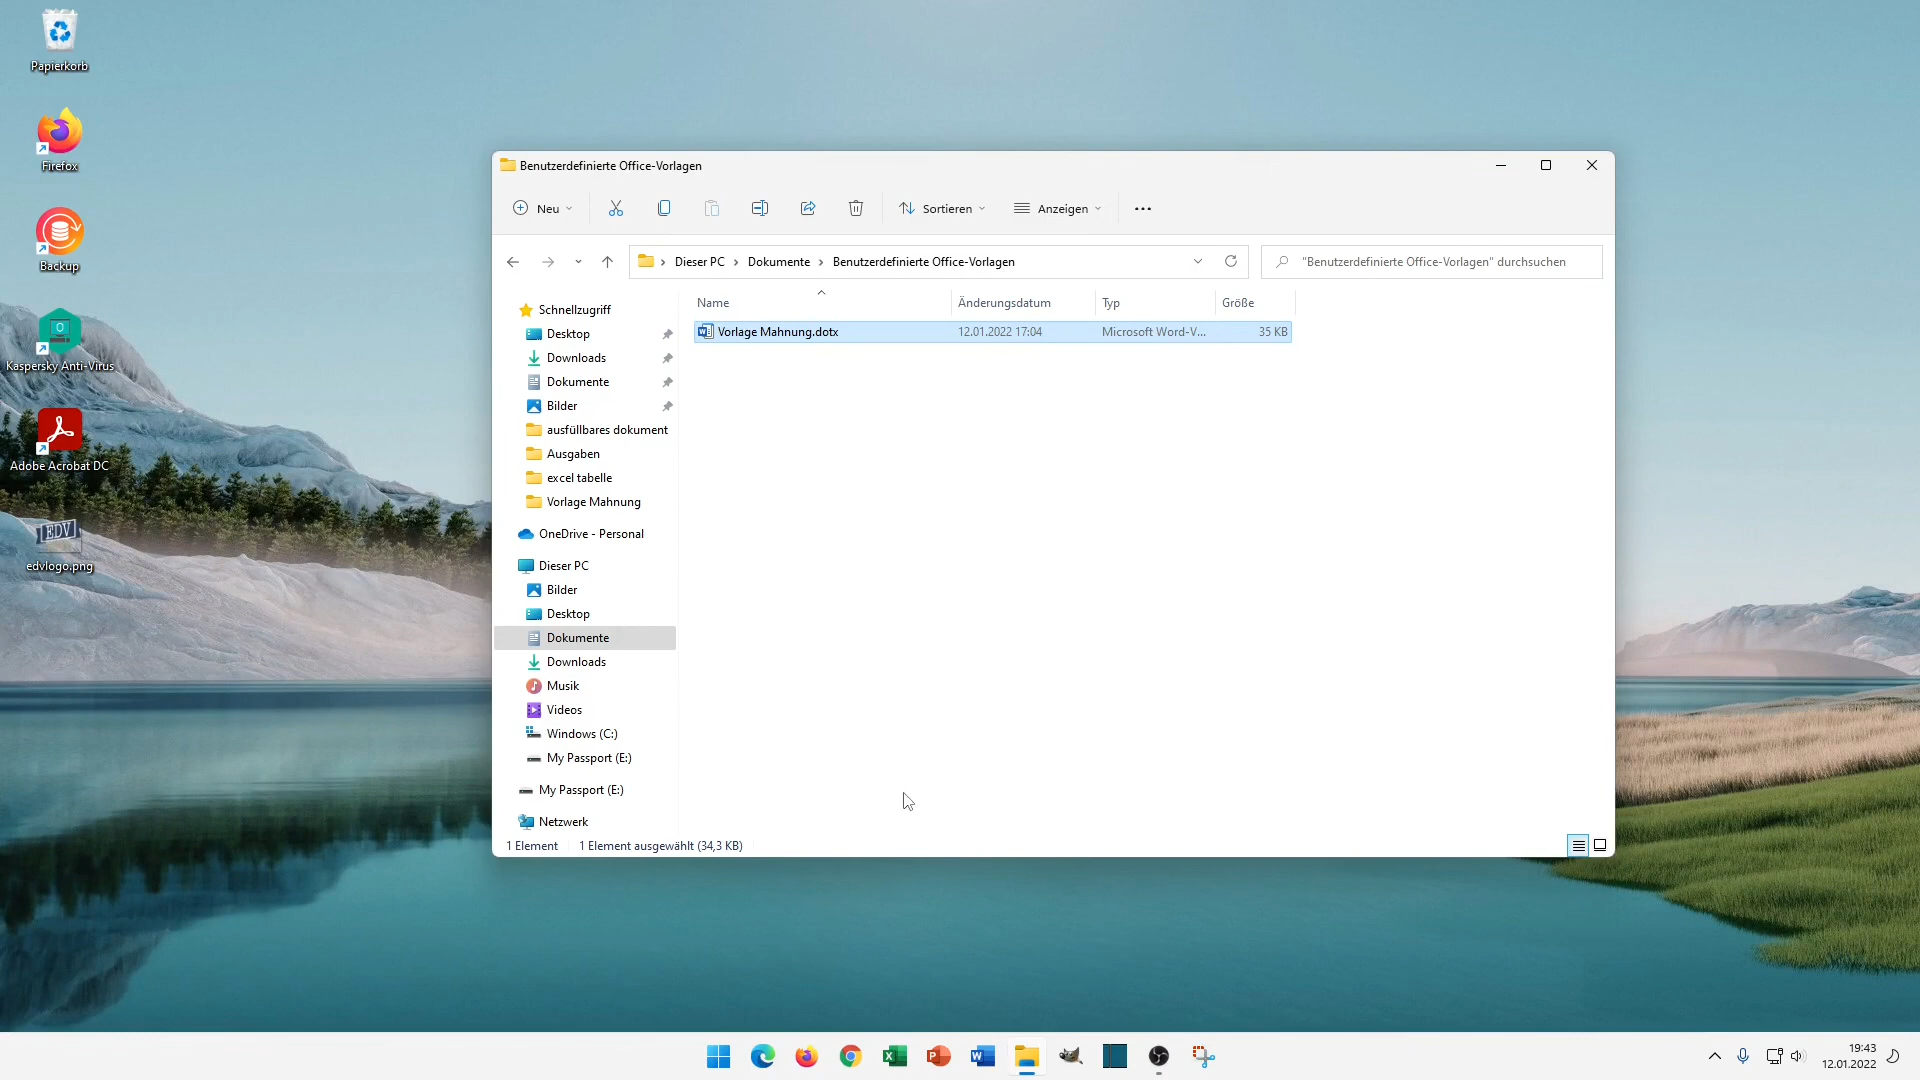 Papierkorb
Firefox
Backup
Kaspersky Anti-Virus
Adobe Acrobat DC
EDV
edvlogo.png
Benutzerdefinierte Office-Vorlagen
Neu
Sortieren
Anzeigen
Dieser PC > Dokumente > Benutzerdefinierte Office-Vorlagen
"Benutzerdefinierte Office-Vorlagen" durchsuchen
Name Änderungsdatum Typ Größe
Vorlage Mahnung.dotx 12.01.2022 17:04 Microsoft Word-V... 35 KB
Schnellzugriff
Desktop
Downloads
Dokumente
Bilder
ausfüllbares dokument
Ausgaben
excel tabelle
Vorlage Mahnung
OneDrive - Personal
Dieser PC
Bilder
Desktop
Dokumente
Downloads
Musik
Videos
Windows (C:)
My Passport (E:)
My Passport (E:)
Netzwerk
1 Element 1 Element ausgewählt (34,3 KB)
19:43
12.01.2022